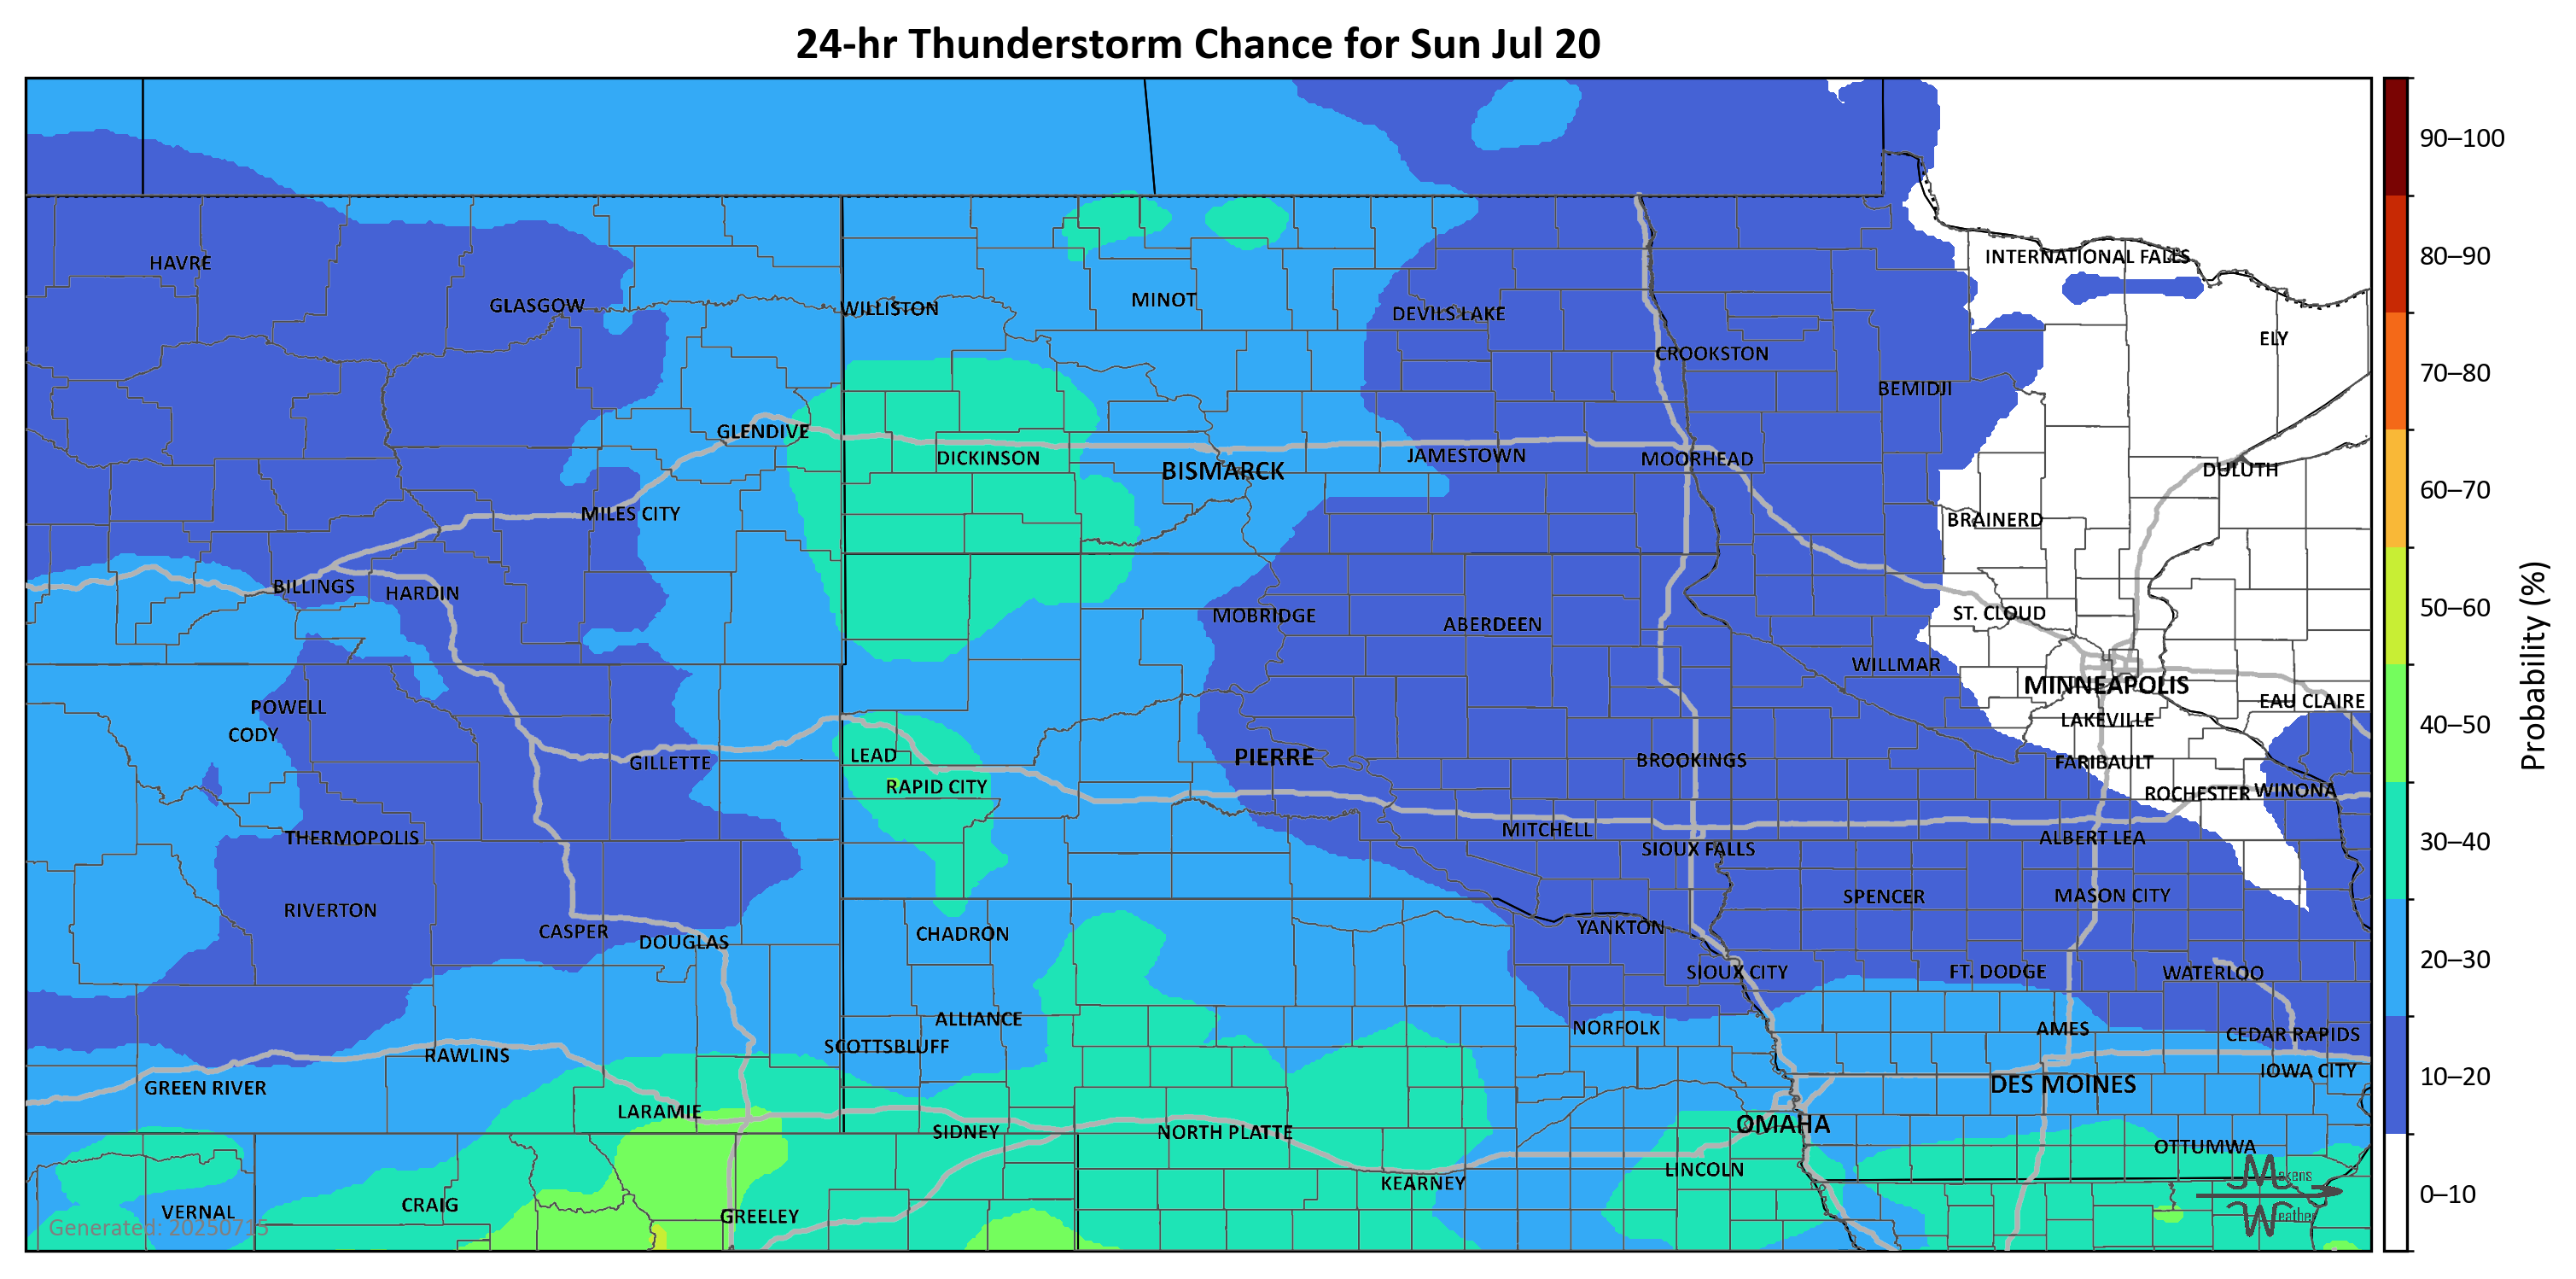 24-hr Thunderstorm Chance for Sun Jul 20
90–100
INTERNATIONAL FALLS
80–90
HAVRE
MINOT
GLASGOW
WILLISTON
DEVILS LAKE
ELY
CROOKSTON
70–80
BEMIDJI
GLENDIVE
DICKINSON
JAMESTOWN
MOORHEAD
BISMARCK
DULUTH
60–70
MILES CITY
BRAINERD
BILLINGS
HARDIN
50–60
MOBRIDGE
ST. CLOUD
ABERDEEN
WILLMAR
MINNEAPOLIS
Probability (%)
POWELL
EAU CLAIRE
CODY
LAKEVILLE
40–50
LEAD
PIERRE
GILLETTE
BROOKINGS
FARIBAULT
RAPID CITY
ROCHESTER
WINONA
THERMOPOLIS
MITCHELL
ALBERT LEA
30–40
SIOUX FALLS
SPENCER
MASON CITY
RIVERTON
CASPER
DOUGLAS
CHADRON
YANKTON
20–30
SIOUX CITY
FT. DODGE
WATERLOO
ALLIANCE
NORFOLK
AMES
CEDAR RAPIDS
SCOTTSBLUFF
RAWLINS
IOWA CITY
10–20
GREEN RIVER
DES MOINES
LARAMIE
OMAHA
SIDNEY
NORTH PLATTE
OTTUMWA
LINCOLN
Makens
KEARNEY
0–10
CRAIG
VERNAL
GREELEY
Weather
Generated: 20250715